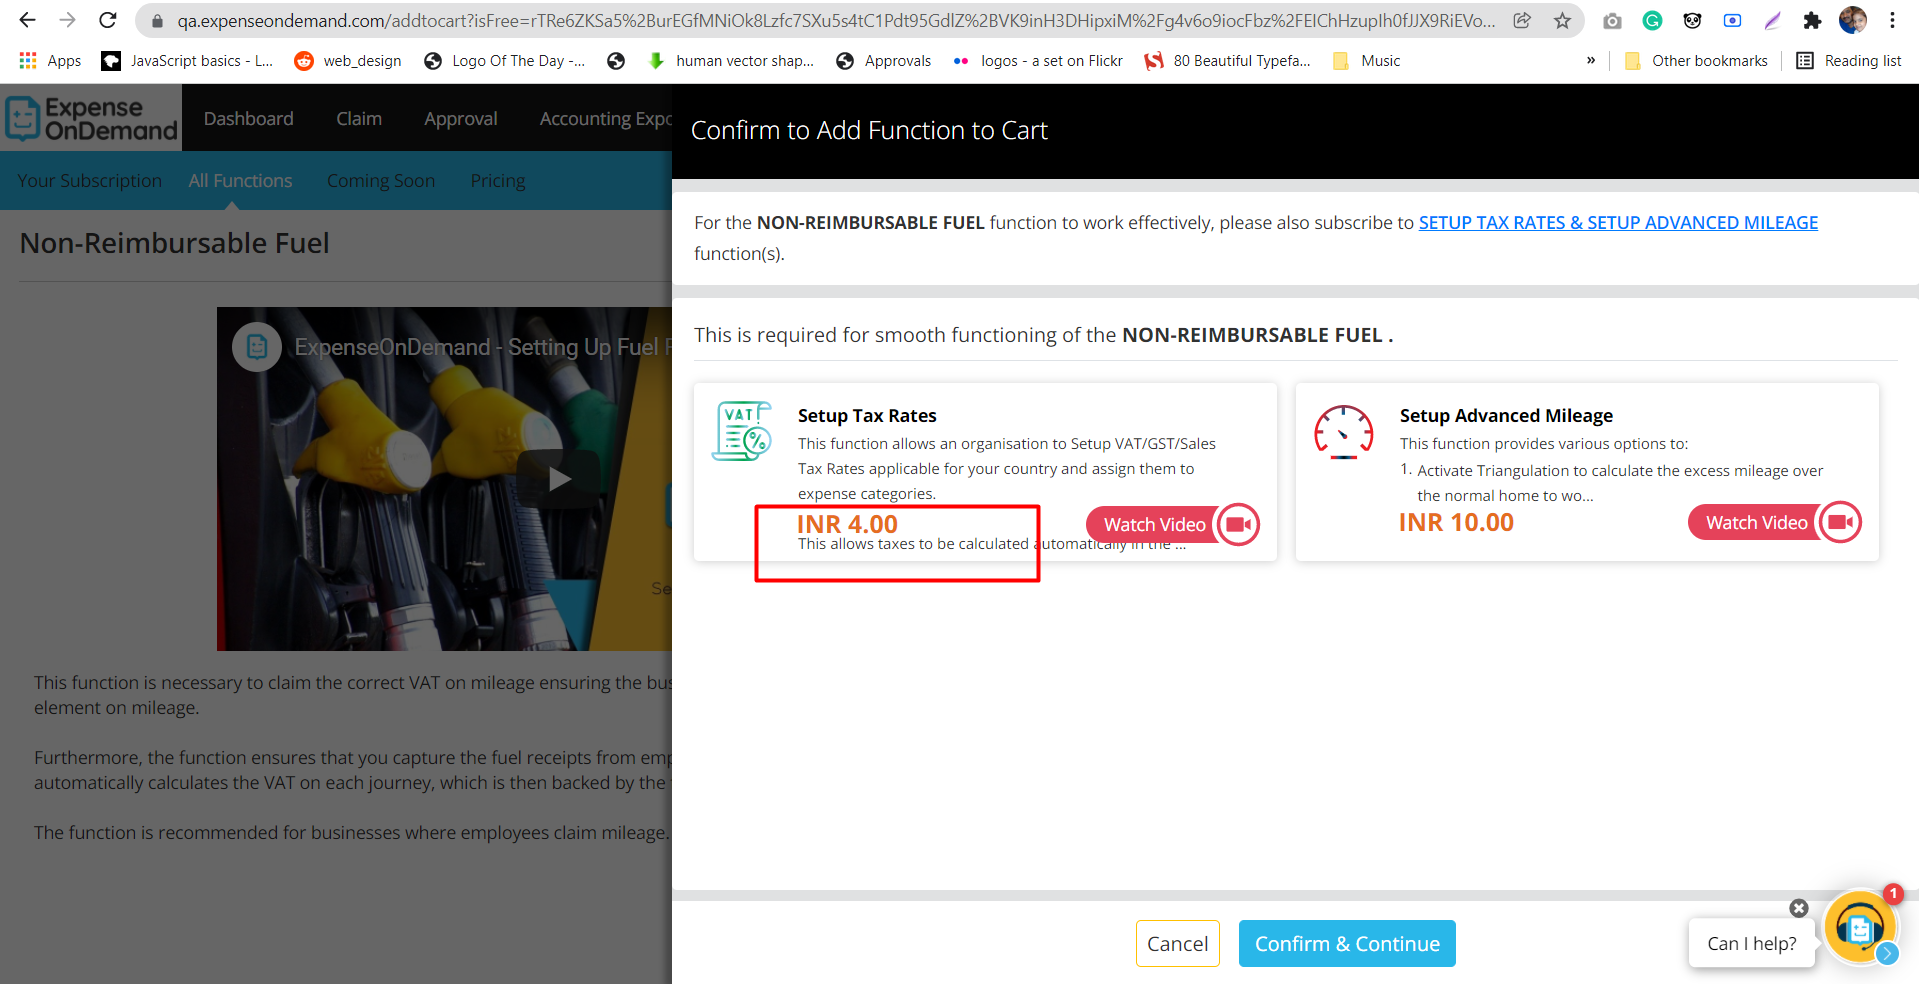 qa.expenseondemand.com/addtocart?isFree=rTRe6ZKSa5%2BurEGfMNiOk8Lzfc7SXu5s4tC1Pdt95GdlZ%2BVK9inH3DHipxiM%2Fg4v6o9iocFbz%2FEIChHzupIh0fJJX9RiEVo...
Apps JavaScript basics - L... web_design Logo Of The Day -... human vector shap... Approvals logos - a set on Flickr 80 Beautiful Typefa... Music » Other bookmarks Reading list
Expense
OnDemand
Dashboard Claim Approval Accounting Expo
Your Subscription All Functions Coming Soon Pricing
Non-Reimbursable Fuel
ExpenseOnDemand - Setting Up Fuel
Se
This function is necessary to claim the correct VAT on mileage ensuring the bus
element on mileage.
Furthermore, the function ensures that you capture the fuel receipts from emp
automatically calculates the VAT on each journey, which is then backed by the
The function is recommended for businesses where employees claim mileage.
Confirm to Add Function to Cart
For the NON-REIMBURSABLE FUEL function to work effectively, please also subscribe to SETUP TAX RATES & SETUP ADVANCED MILEAGE
function(s).
This is required for smooth functioning of the NON-REIMBURSABLE FUEL .
VAT
%
Setup Tax Rates
This function allows an organisation to Setup VAT/GST/Sales
Tax Rates applicable for your country and assign them to
expense categories.
INR 4.00
Watch Video
This allows taxes to be calculated automatically in the ...
Setup Advanced Mileage
This function provides various options to:
1. Activate Triangulation to calculate the excess mileage over
the normal home to wo...
INR 10.00
Watch Video
Cancel
Confirm & Continue
Can I help?
1